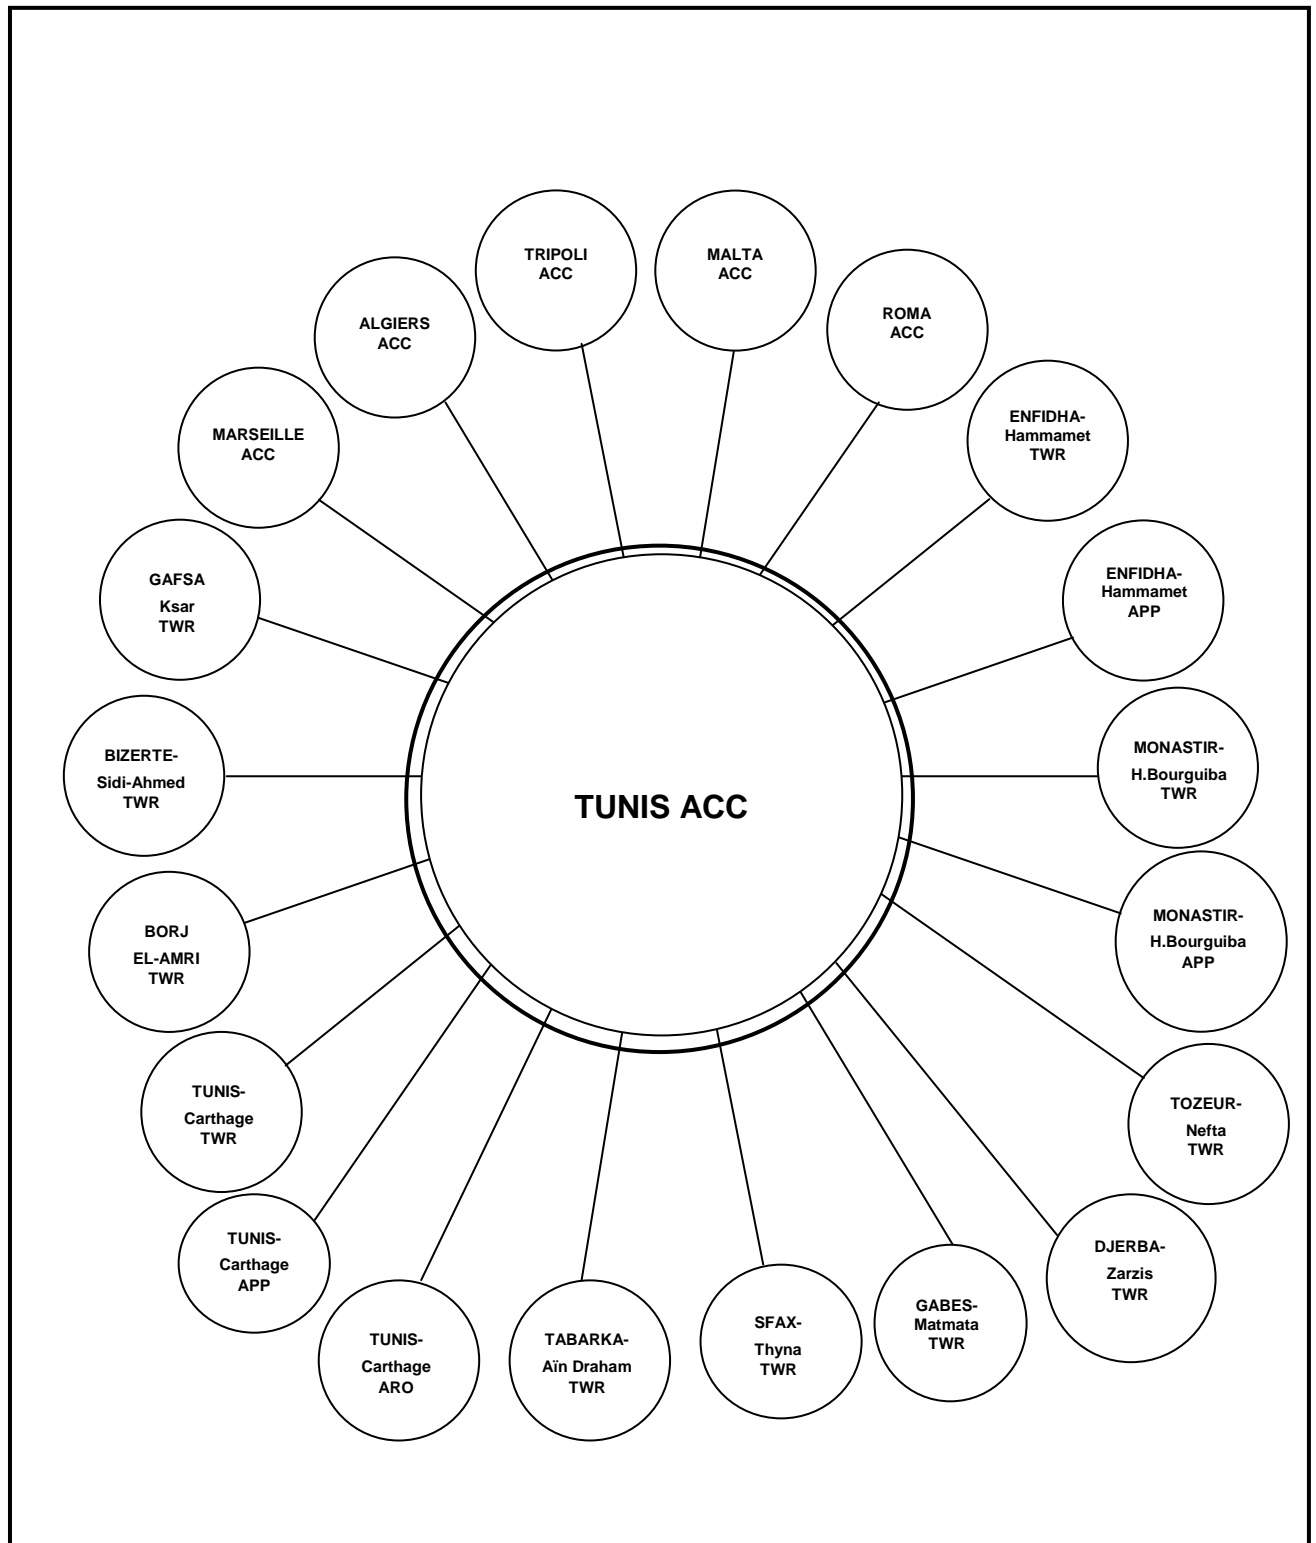 TRIPOLI
ACC
MALTA
ACC
ROMA
ACC
ALGIERS
ACC
MARSEILLE
ACC
ENFIDHA-
Hammamet
TWR
GAFSA
Ksar
TWR
ENFIDHA-
Hammamet
APP
BIZERTE-
Sidi-Ahmed
TWR
MONASTIR-
H.Bourguiba
TWR
TUNIS ACC
BORJ
EL-AMRI
TWR
MONASTIR-
H.Bourguiba
APP
TUNIS-
Carthage
TWR
TOZEUR-
Nefta
TWR
TUNIS-
Carthage
APP
DJERBA-
Zarzis
TWR
TUNIS-
Carthage
ARO
TABARKA-
Aïn Draham
TWR
SFAX-
Thyna
TWR
GABES-
Matmata
TWR